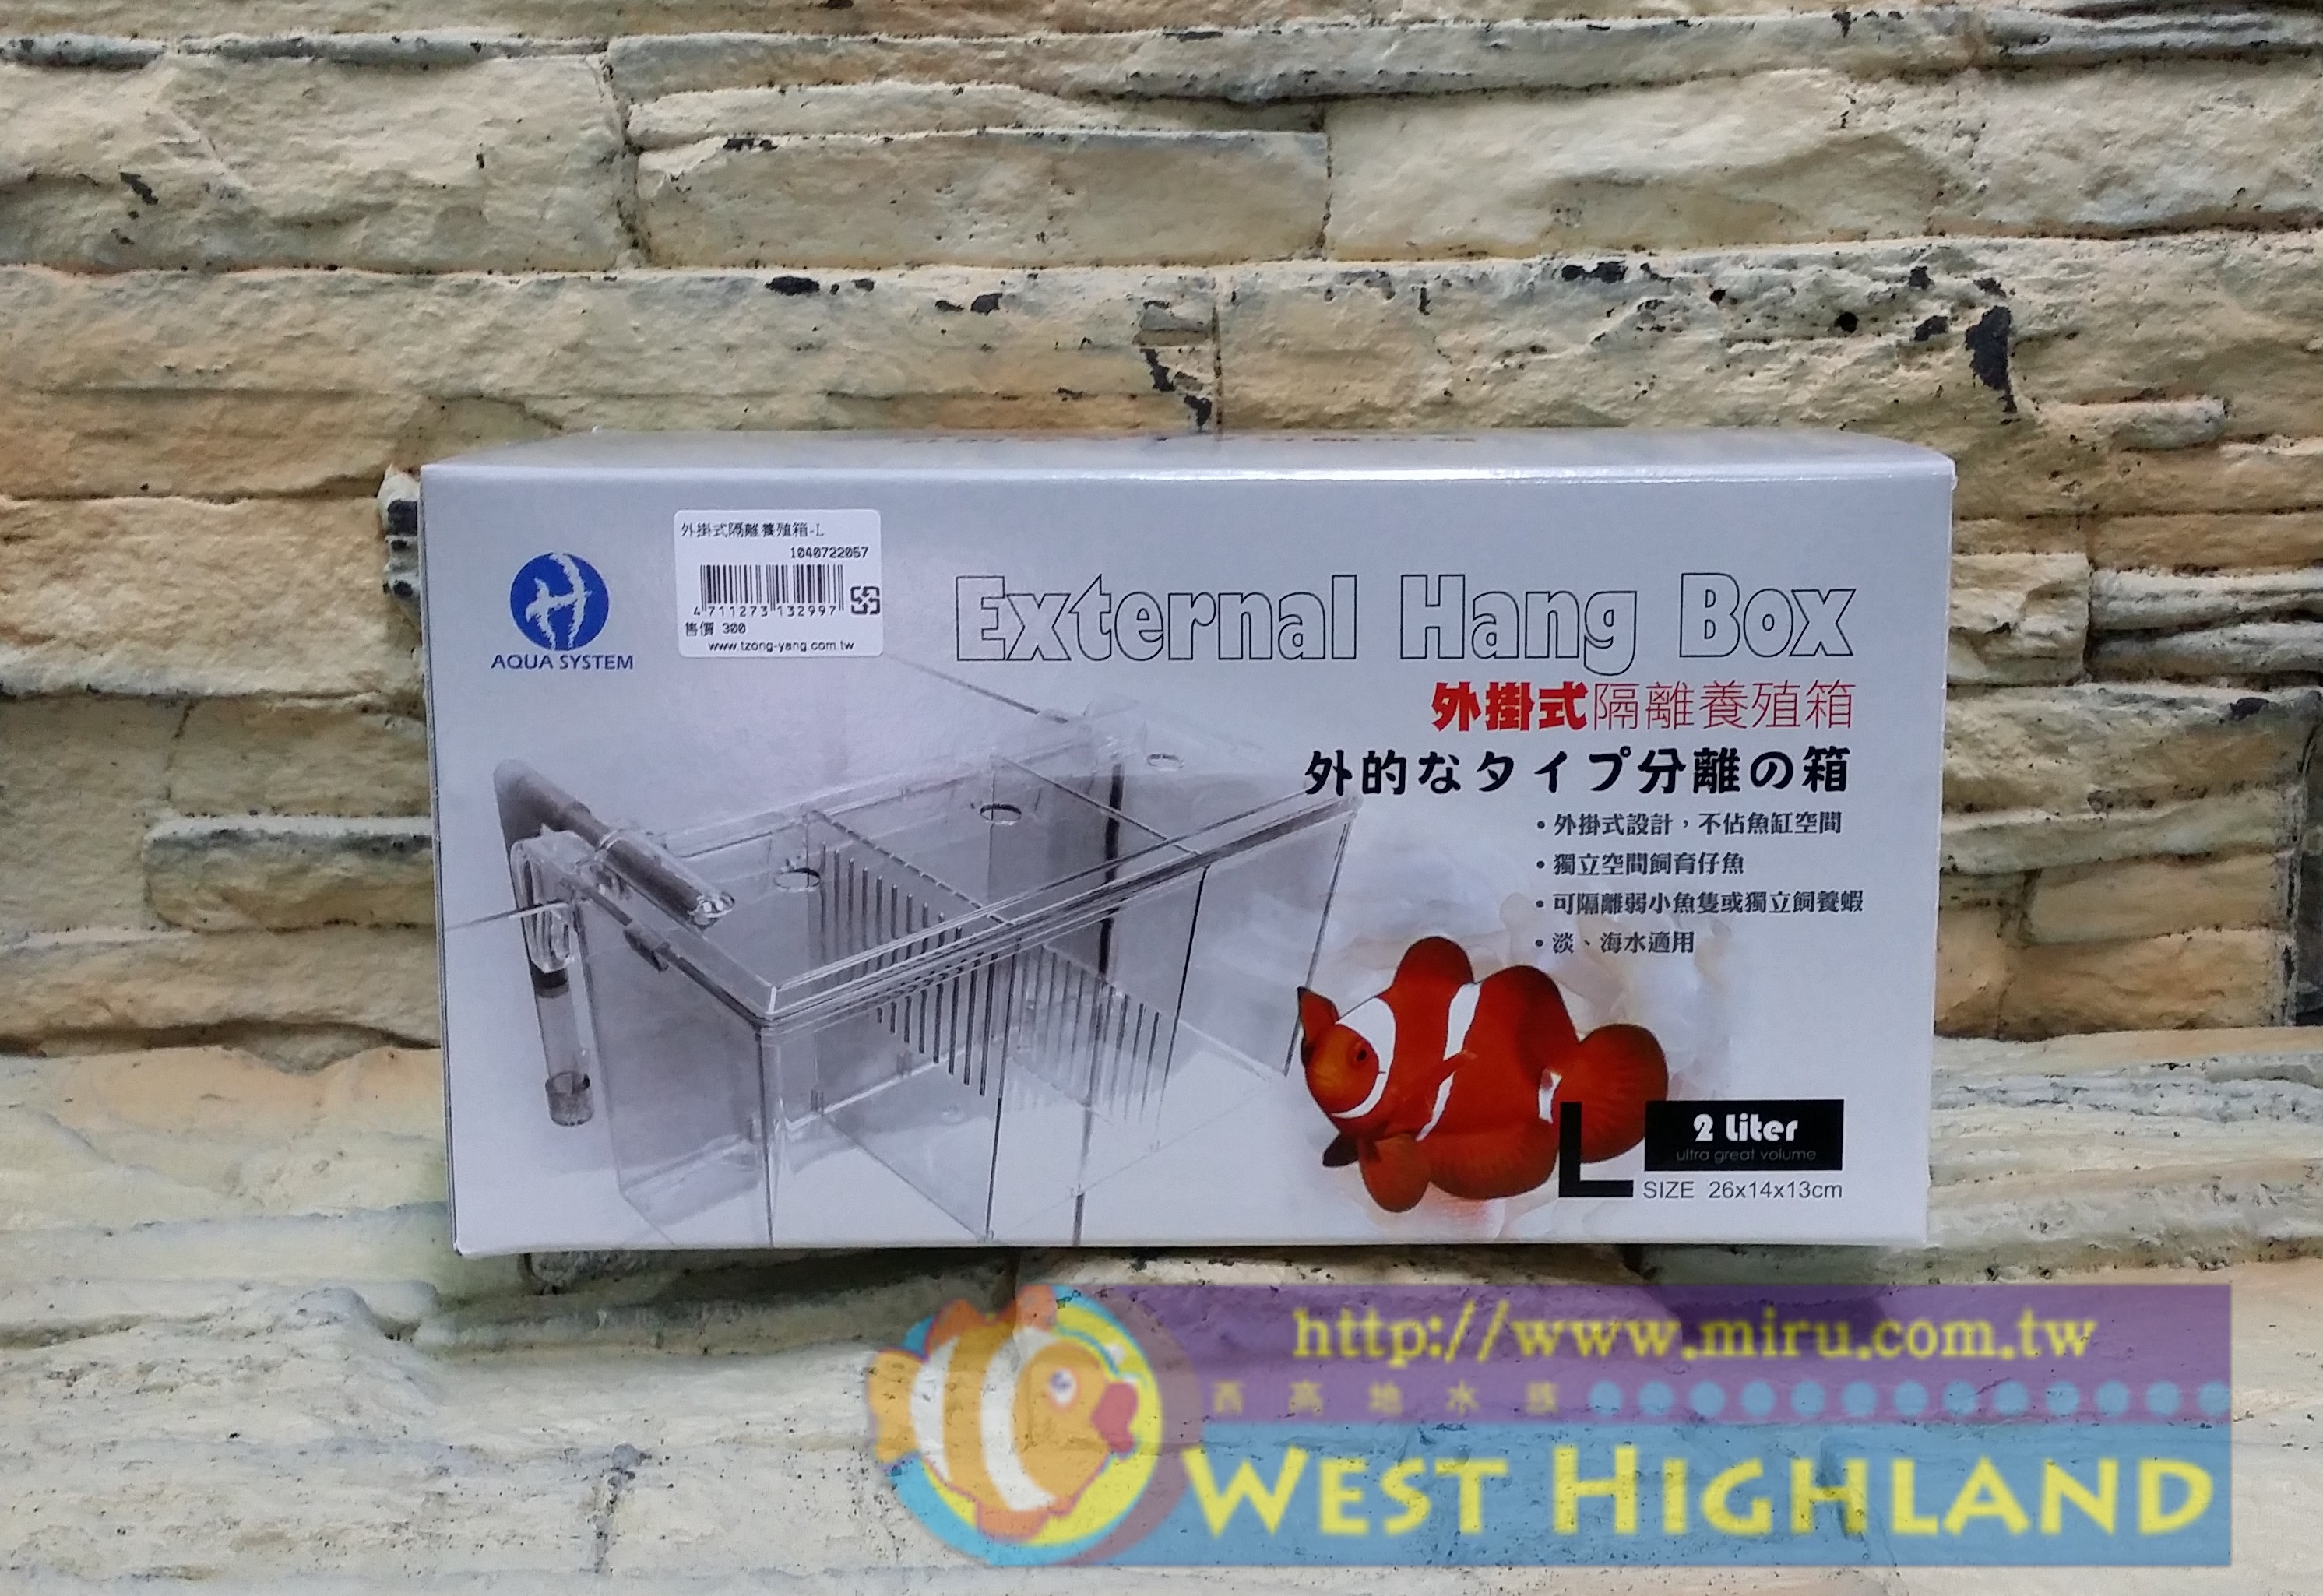 外掛式隔離養殖箱-L
1040722057
4 711273 132997
售價 300
www.tzong-yang.com.tw
AQUA SYSTEM
External Hang Box
外掛式隔離養殖箱
外的なタイプ分離の箱
•外掛式設計，不佔魚缸空間
•獨立空間飼育仔魚
•可隔離弱小魚隻或獨立飼養蝦
•淡、海水適用
L
2 Liter
ultra great volume
SIZE 26x14x13cm
http://www.miru.com.tw
西高地水族
WEST HIGHLAND